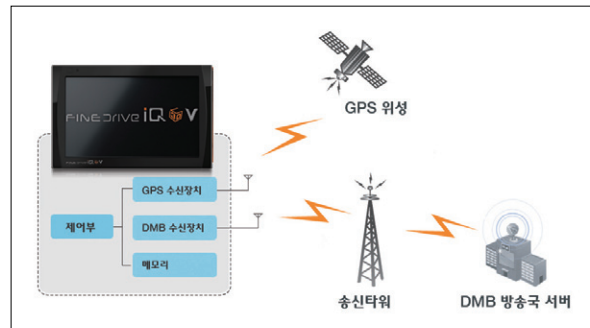 FINEDRIVE iQ 3D V
GPS 위성
GPS 수신장치
제어부
DMB 수신장치
메모리
송신타워
DMB 방송국 서버